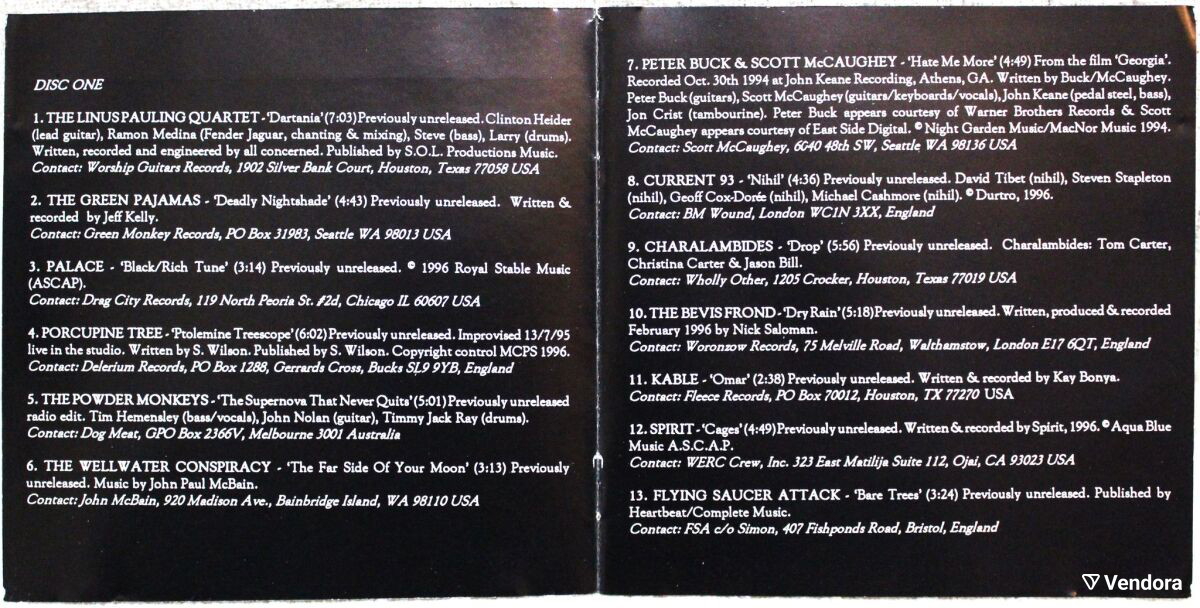 DISC ONE
1. THE LINUS PAULING QUARTET - 'Dartania' (7:03) Previously unreleased. Clinton Heider
(lead guitar), Ramon Medina (Fender Jaguar, chanting & mixing), Steve (bass), Larry (drums).
Written, recorded and engineered by all concerned. Published by S.O.L. Productions Music.
Contact: Worship Guitars Records, 1902 Silver Bank Court, Houston, Texas 77058 USA
2. THE GREEN PAJAMAS - 'Deadly Nightshade' (4:43) Previously unreleased. Written &
recorded by Jeff Kelly.
Contact: Green Monkey Records, PO Box 31983, Seattle WA 98013 USA
3. PALACE - 'Black/Rich Tune' (3:14) Previously unreleased. © 1996 Royal Stable Music
(ASCAP).
Contact: Drag City Records, 119 North Peoria St. #2d, Chicago IL 60607 USA
4. PORCUPINE TREE - 'Ptolemine Treescope' (6:02) Previously unreleased. Improvised 13/7/95
live in the studio. Written by S. Wilson. Published by S. Wilson. Copyright control MCPS 1996.
Contact: Delerium Records, PO Box 1288, Gerrards Cross, Bucks SL9 9YB, England
5. THE POWDER MONKEYS - 'The Supernova That Never Quits' (5:01) Previously unreleased
radio edit. Tim Hemensley (bass/vocals), John Nolan (guitar), Timmy Jack Ray (drums).
Contact: Dog Meat, GPO Box 2366V, Melbourne 3001 Australia
6. THE WELLWATER CONSPIRACY - 'The Far Side Of Your Moon' (3:13) Previously
unreleased. Music by John Paul McBain.
Contact: John McBain, 920 Madison Ave., Bainbridge Island, WA 98110 USA
7. PETER BUCK & SCOTT McCAUGHEY - 'Hate Me More' (4:49) From the film 'Georgia'.
Recorded Oct. 30th 1994 at John Keane Recording, Athens, GA. Written by Buck/McCaughey.
Peter Buck (guitars), Scott McCaughey (guitars/keyboards/vocals), John Keane (pedal steel, bass),
Jon Crist (tambourine). Peter Buck appears courtesy of Warner Brothers Records & Scott
McCaughey appears courtesy of East Side Digital. © Night Garden Music/MacNor Music 1994.
Contact: Scott McCaughey, 6040 48th SW, Seattle, WA 98136 USA
8. CURRENT 93 - 'Nihil' (4:36) Previously unreleased. David Tibet (nihil), Steven Stapleton
(nihil), Geoff Cox-Dorée (nihil), Michael Cashmore (nihil). © Durtro, 1996.
Contact: BM Wound, London WC1N 3XX, England
9. CHARALAMBIDES - 'Drop' (5:56) Previously unreleased. Charalambides: Tom Carter,
Christina Carter & Jason Bill.
Contact: Wholly Other, 1205 Crocker, Houston, Texas 77019 USA
10. THE BEVIS FROND - 'Dry Rain' (5:18) Previously unreleased. Written, produced & recorded
February 1996 by Nick Saloman.
Contact: Woronzow Records, 75 Melville Road, Walthamstow, London E17 6QT, England
11. KABLE - 'Omar' (2:38) Previously unreleased. Written & recorded by Kay Bonya.
Contact: Fleece Records, PO Box 70012, Houston, TX 77270 USA
12. SPIRIT - 'Cages' (4:49) Previously unreleased. Written & recorded by Spirit, 1996. © Aqua Blue
Music A.S.C.A.P.
Contact: WERC Crew, Inc. 323 East Matilija Suite 112, Ojai, CA 93023 USA
13. FLYING SAUCER ATTACK - 'Bare Trees' (3:24) Previously unreleased. Published by
Heartbeat/Complete Music.
Contact: FSA c/o Simon, 407 Fishponds Road, Bristol, England
Vendora